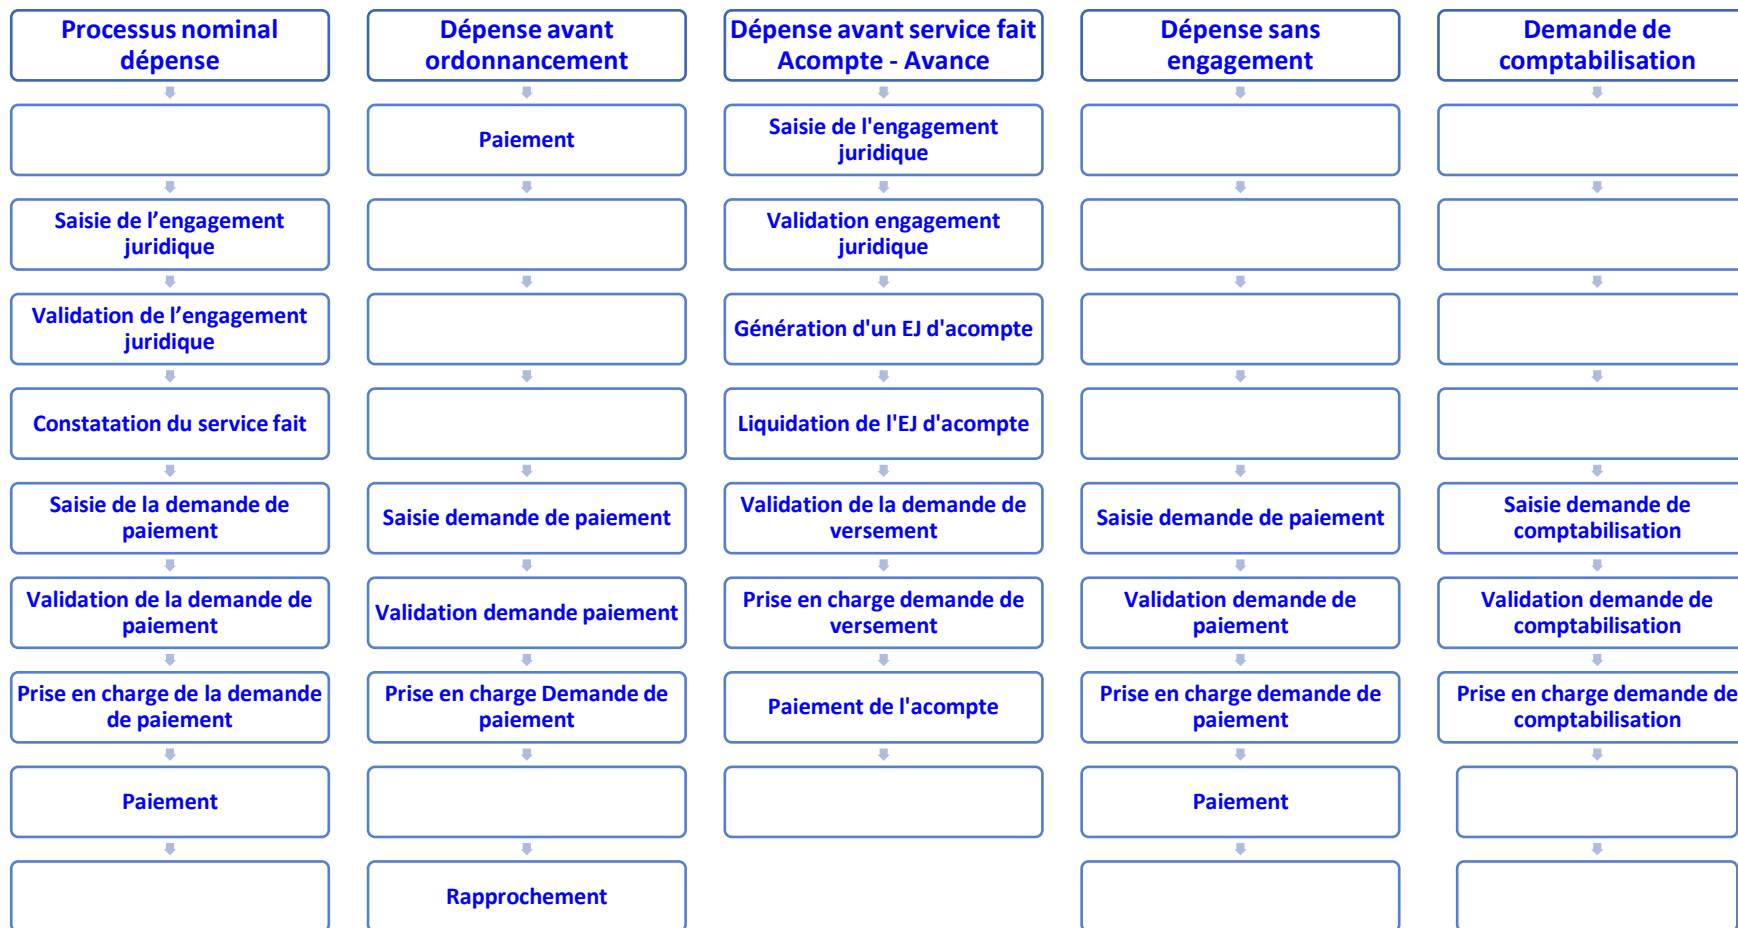 Processus nominal
dépense
Dépense avant
ordonnancement
Dépense avant service fait
Acompte - Avance
Dépense sans
engagement
Demande de
comptabilisation
Paiement
Saisie de l'engagement
juridique
Saisie de l’engagement
juridique
Validation engagement
juridique
Validation de l’engagement
juridique
Génération d'un EJ d'acompte
Constatation du service fait
Liquidation de l'EJ d'acompte
Saisie de la demande de
paiement
Saisie demande de paiement
Validation de la demande de
versement
Saisie demande de paiement
Saisie demande de
comptabilisation
Validation de la demande de
paiement
Validation demande paiement
Prise en charge demande de
versement
Validation demande de
paiement
Validation demande de
comptabilisation
Prise en charge de la demande
de paiement
Prise en charge Demande de
paiement
Paiement de l'acompte
Prise en charge demande de
paiement
Prise en charge demande de
comptabilisation
Paiement
Paiement
Rapprochement